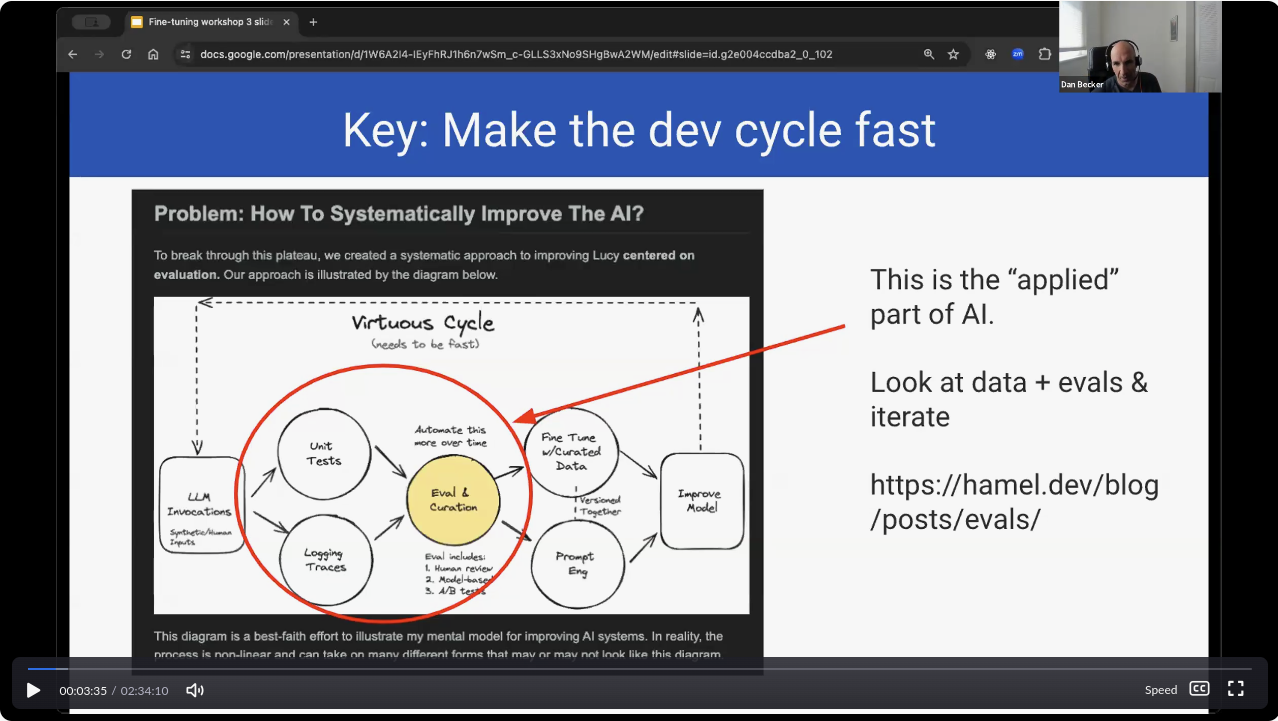 Fine-tuning workshop 3 slid
docs.google.com/presentation/d/1W6A2l4-IEyFhRJ1h6n7wSm_c-GLLS3xNo9SHgBwA2WM/edit#slide=id.g2e004ccdba2_0_102
zm
Dan Becker
Key: Make the dev cycle fast
Problem: How To Systematically Improve The AI?
To break through this plateau, we created a systematic approach to improving Lucy centered on
evaluation. Our approach is illustrated by the diagram below.
Virtuous Cycle
(needs to be fast)
LLM
Invocations
Synthetic/Human
Inputs
Unit
Tests
Logging
Traces
Automate this
more over time
Eval &
Curation
Eval includes:
1. Human review
2. Model-based
3. A/B tests
Fine Tune
w/Curated
Data
Versioned
Together
Prompt
Eng
Improve
Model
This diagram is a best-faith effort to illustrate my mental model for improving AI systems. In reality, the
process is non-linear and can take on many different forms that may or may not look like this diagram.
This is the “applied”
part of AI.
Look at data + evals &
iterate
https://hamel.dev/blog
/posts/evals/
00:03:35 / 02:34:10
Speed
CC